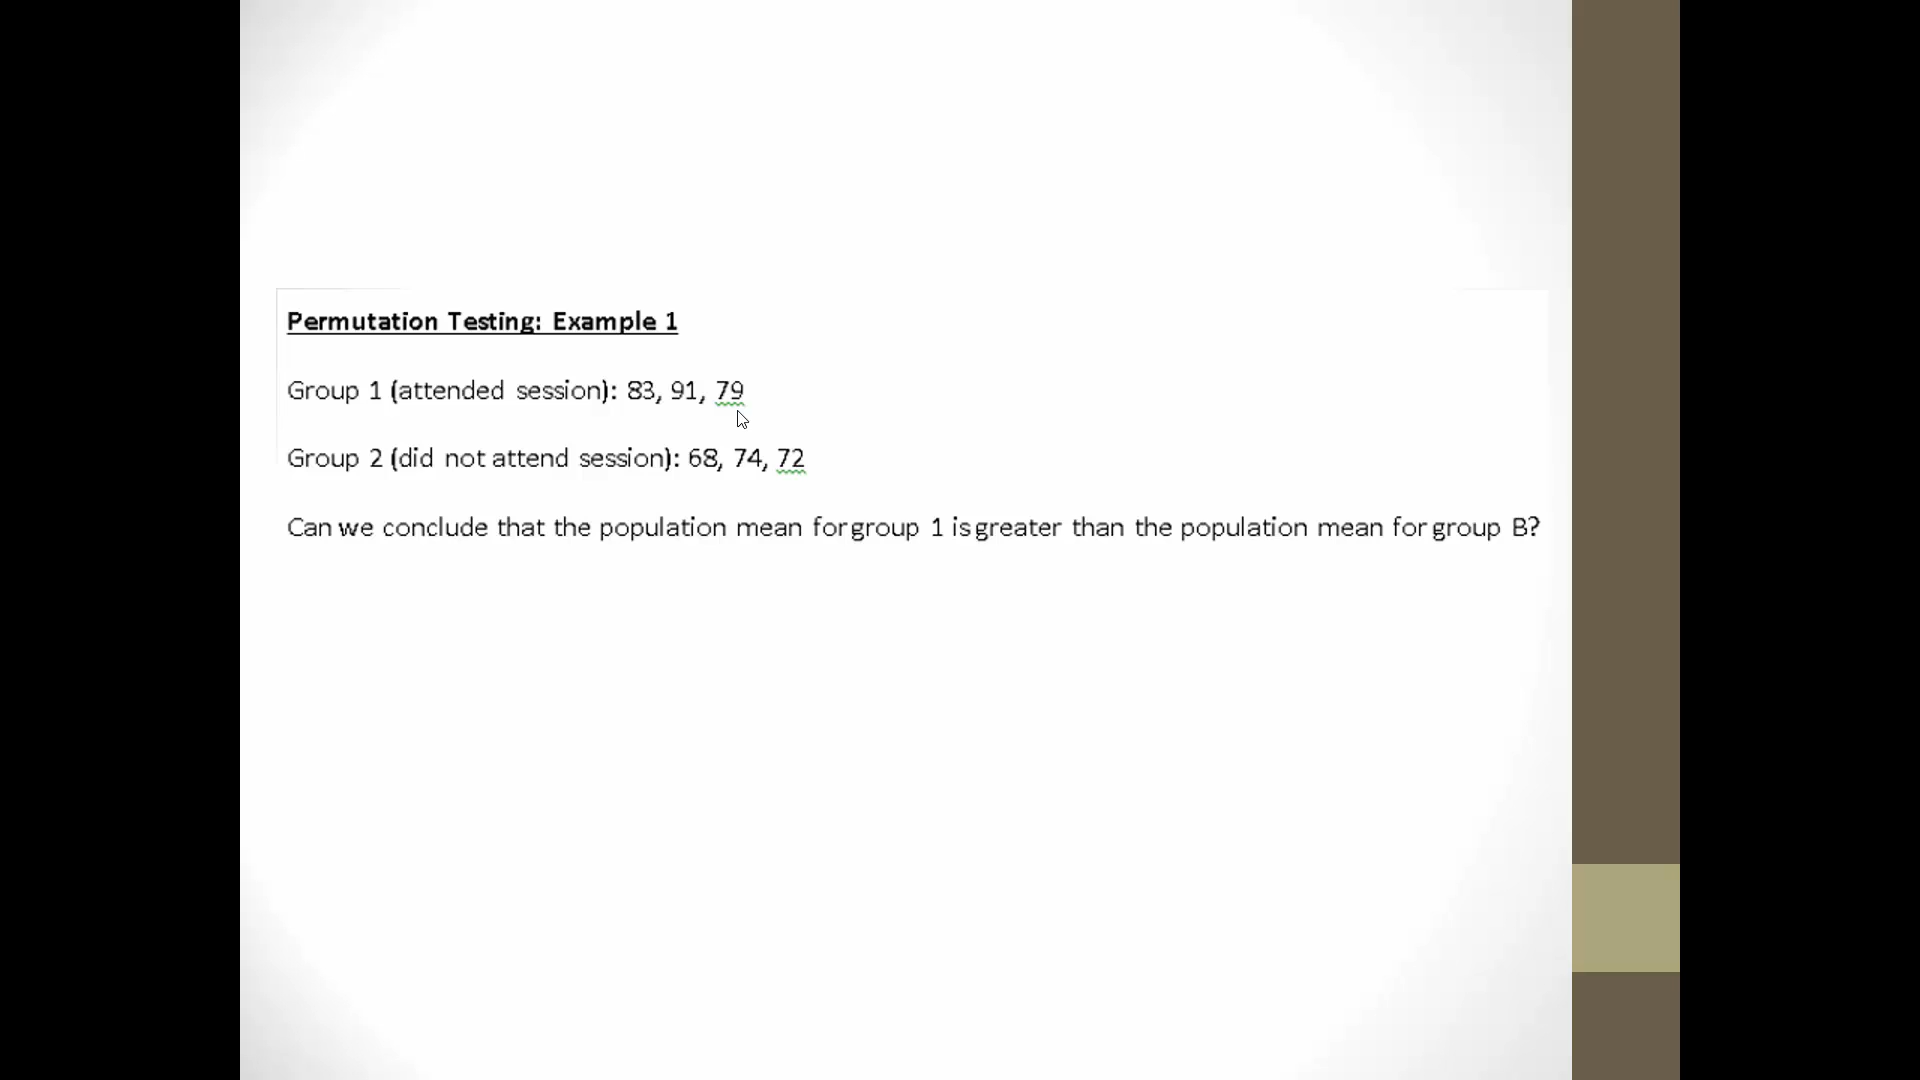 Permutation Testing: Example 1
Group 1 (attended session): 83, 91, 79
Group 2 (did not attend session): 68, 74, 72
Can we conclude that the population mean for group 1 is greater than the population mean for group B?